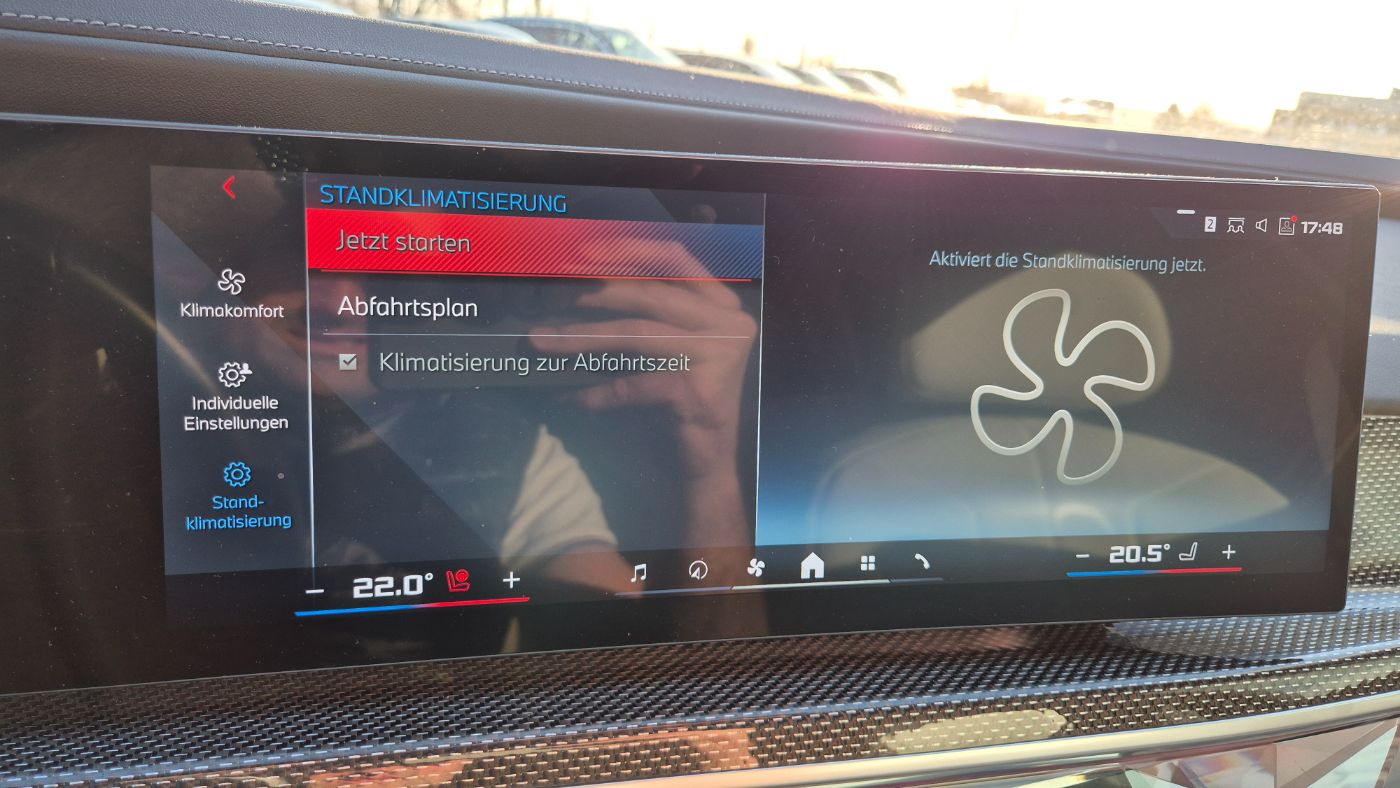 STANDKLIMATISIERUNG
Jetzt starten
Abfahrtsplan
Klimatisierung zur Abfahrtszeit
Klimakomfort
Individuelle
Einstellungen
Stand-
klimatisierung
2 17:48
Aktiviert die Standklimatisierung jetzt.
− 22.0° +
− 20.5° +